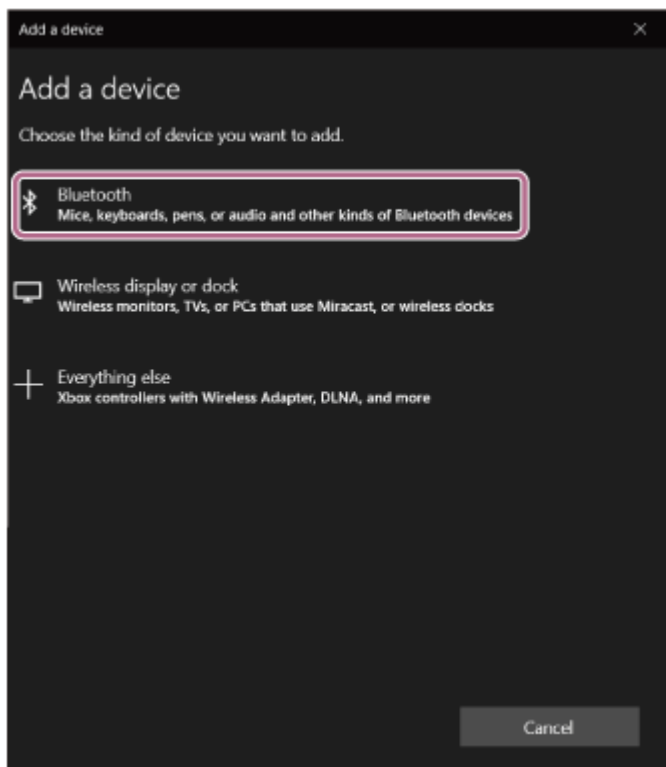 Add a device
Add a device
Choose the kind of device you want to add.
Bluetooth
Mice, keyboards, pens, or audio and other kinds of Bluetooth devices
Wireless display or dock
Wireless monitors, TVs, or PCs that use Miracast, or wireless docks
Everything else
Xbox controllers with Wireless Adapter, DLNA, and more
Cancel